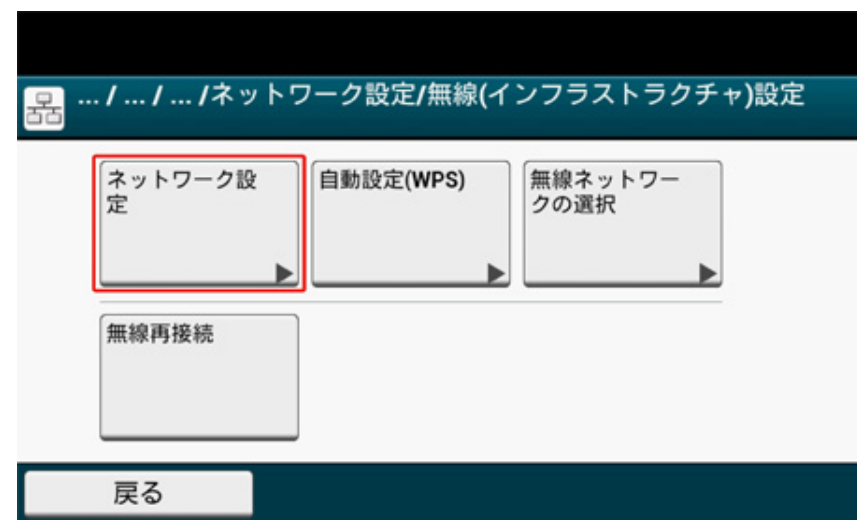 ... / ... / ... /ネットワーク設定/無線(インフラストラクチャ)設定
ネットワーク設
定
自動設定(WPS)
無線ネットワー
クの選択
無線再接続
戻る